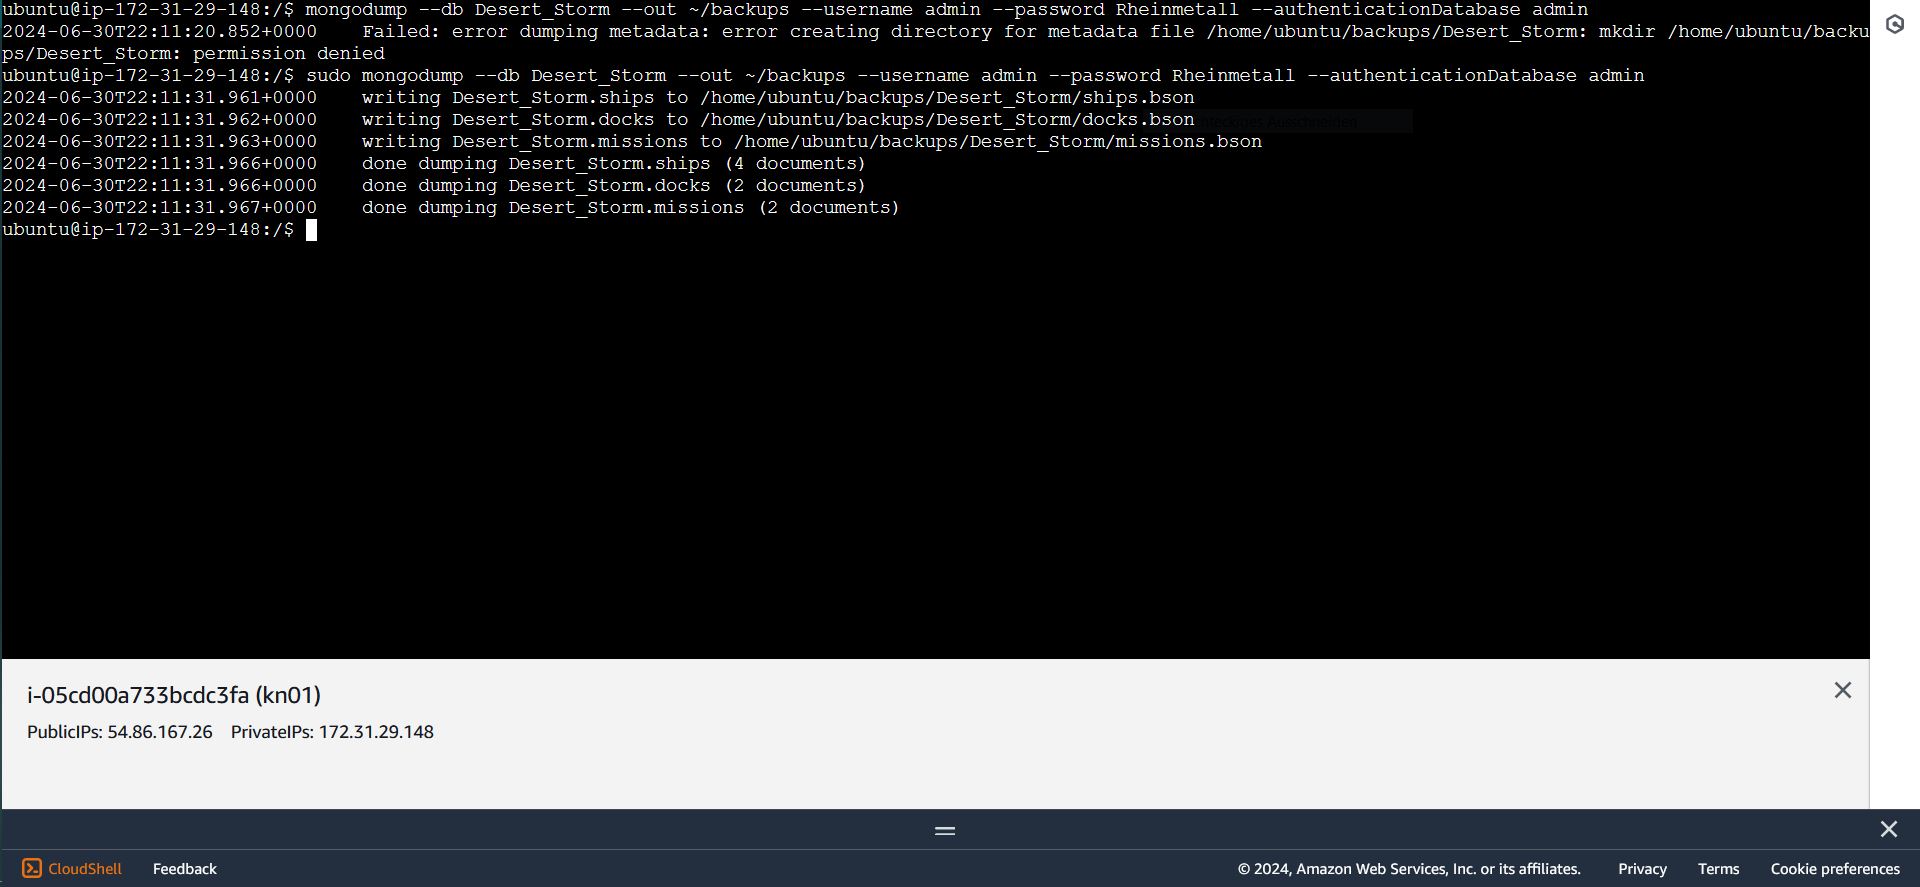 ubuntu@ip-172-31-29-148:/$ mongodump --db Desert_Storm --out ~/backups --username admin --password Rheinmetall --authenticationDatabase admin
2024-06-30T22:11:20.852+0000    Failed: error dumping metadata: error creating directory for metadata file /home/ubuntu/backups/Desert_Storm: mkdir /home/ubuntu/backu
ps/Desert_Storm: permission denied
ubuntu@ip-172-31-29-148:/$ sudo mongodump --db Desert_Storm --out ~/backups --username admin --password Rheinmetall --authenticationDatabase admin
2024-06-30T22:11:31.961+0000    writing Desert_Storm.ships to /home/ubuntu/backups/Desert_Storm/ships.bson
2024-06-30T22:11:31.962+0000    writing Desert_Storm.docks to /home/ubuntu/backups/Desert_Storm/docks.bson
2024-06-30T22:11:31.963+0000    writing Desert_Storm.missions to /home/ubuntu/backups/Desert_Storm/missions.bson
2024-06-30T22:11:31.966+0000    done dumping Desert_Storm.ships (4 documents)
2024-06-30T22:11:31.966+0000    done dumping Desert_Storm.docks (2 documents)
2024-06-30T22:11:31.967+0000    done dumping Desert_Storm.missions (2 documents)
ubuntu@ip-172-31-29-148:/$
i-05cd00a733bcdc3fa (kn01)
PublicIPs: 54.86.167.26 PrivateIPs: 172.31.29.148
CloudShell Feedback © 2024, Amazon Web Services, Inc. or its affiliates. Privacy Terms Cookie preferences